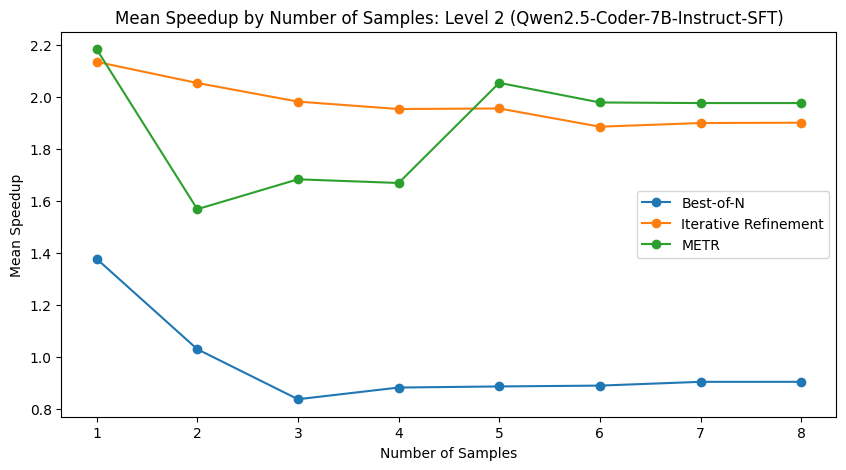 Mean Speedup by Number of Samples: Level 2 (Qwen2.5-Coder-7B-Instruct-SFT)
Mean Speedup
2.2
2.0
1.8
1.6
1.4
1.2
1.0
0.8
Best-of-N
Iterative Refinement
METR
1 2 3 4 5 6 7 8
Number of Samples